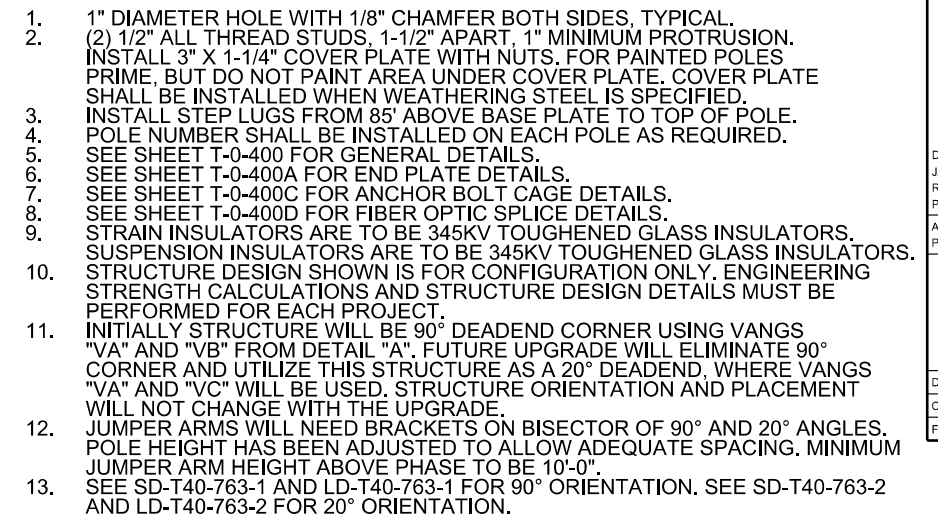 1. 1" DIAMETER HOLE WITH 1/8" CHAMFER BOTH SIDES, TYPICAL.
2. (2) 1/2" ALL THREAD STUDS, 1-1/2" APART, 1" MINIMUM PROTRUSION.
INSTALL 3" X 1-1/4" COVER PLATE WITH NUTS. FOR PAINTED POLES
PRIME, BUT DO NOT PAINT AREA UNDER COVER PLATE. COVER PLATE
SHALL BE INSTALLED WHEN WEATHERING STEEL IS SPECIFIED.
3. INSTALL STEP LUGS FROM 85' ABOVE BASE PLATE TO TOP OF POLE.
4. POLE NUMBER SHALL BE INSTALLED ON EACH POLE AS REQUIRED.
5. SEE SHEET T-0-400 FOR GENERAL DETAILS.
6. SEE SHEET T-0-400A FOR END PLATE DETAILS.
7. SEE SHEET T-0-400C FOR ANCHOR BOLT CAGE DETAILS.
8. SEE SHEET T-0-400D FOR FIBER OPTIC SPLICE DETAILS.
9. STRAIN INSULATORS ARE TO BE 345KV TOUGHENED GLASS INSULATORS.
SUSPENSION INSULATORS ARE TO BE 345KV TOUGHENED GLASS INSULATORS.
10. STRUCTURE DESIGN SHOWN IS FOR CONFIGURATION ONLY. ENGINEERING
STRENGTH CALCULATIONS AND STRUCTURE DESIGN DETAILS MUST BE
PERFORMED FOR EACH PROJECT.
11. INITIALLY STRUCTURE WILL BE 90° DEADEND CORNER USING VANGS
"VA" AND "VB" FROM DETAIL "A". FUTURE UPGRADE WILL ELIMINATE 90°
CORNER AND UTILIZE THIS STRUCTURE AS A 20° DEADEND, WHERE VANGS
"VA" AND "VC" WILL BE USED. STRUCTURE ORIENTATION AND PLACEMENT
WILL NOT CHANGE WITH THE UPGRADE.
12. JUMPER ARMS WILL NEED BRACKETS ON BISECTOR OF 90° AND 20° ANGLES.
POLE HEIGHT HAS BEEN ADJUSTED TO ALLOW ADEQUATE SPACING. MINIMUM
JUMPER ARM HEIGHT ABOVE PHASE TO BE 10'-0".
13. SEE SD-T40-763-1 AND LD-T40-763-1 FOR 90° ORIENTATION. SEE SD-T40-763-2
AND LD-T40-763-2 FOR 20° ORIENTATION.